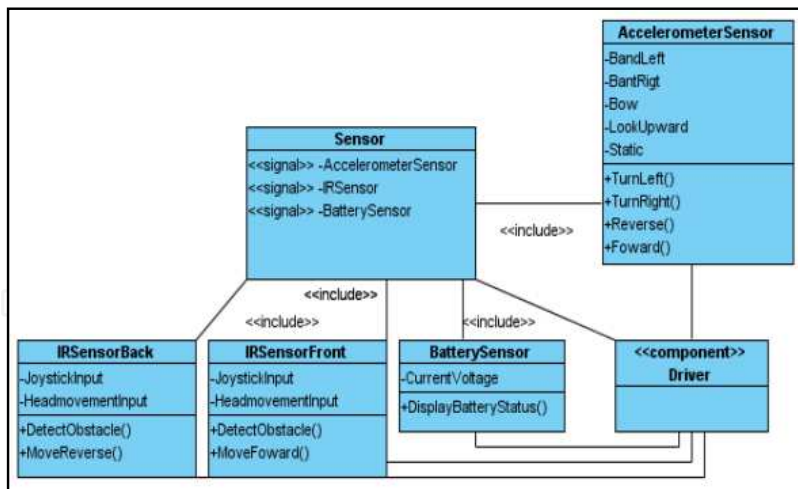 AccelerometerSensor
-BandLeft
-BantRigt
-Bow
-LookUpward
-Static
+TurnLeft()
+TurnRight()
+Reverse()
+Foward()
Sensor
<<signal>> -AccelerometerSensor
<<signal>> -IRSensor
<<signal>> -BatterySensor
<<include>>
<<include>>
<<include>>
<<include>>
IRSensorBack
-JoystickInput
-HeadmovementInput
+DetectObstacle()
+MoveReverse()
IRSensorFront
-JoystickInput
-HeadmovementInput
+DetectObstacle()
+MoveFoward()
BatterySensor
-CurrentVoltage
+DisplayBatteryStatus()
<<component>>
Driver